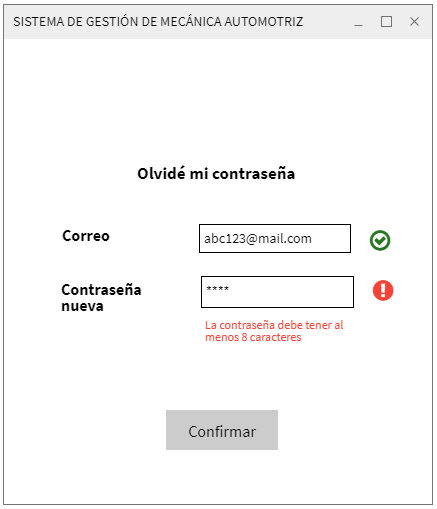 SISTEMA DE GESTIÓN DE MECÁNICA AUTOMOTRIZ
Olvidé mi contraseña
Correo
abc123@mail.com
Contraseña
nueva
****
La contraseña debe tener al
menos 8 caracteres
Confirmar